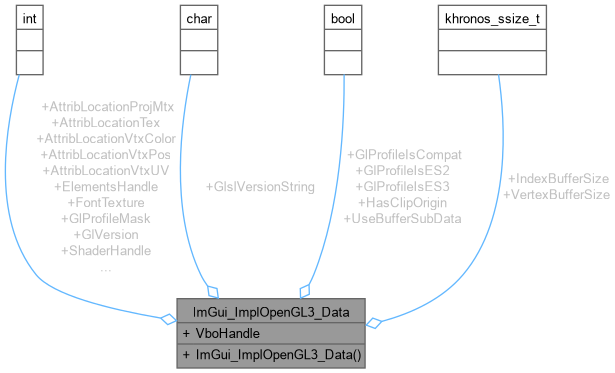 int
char
bool
khronos_ssize_t
+AttribLocationProjMtx
+AttribLocationTex
+AttribLocationVtxColor
+AttribLocationVtxPos
+AttribLocationVtxUV
+ElementsHandle
+FontTexture
+GlProfileMask
+GlVersion
+ShaderHandle
...
+GlslVersionString
+GlProfileIsCompat
+GlProfileIsES2
+GlProfileIsES3
+HasClipOrigin
+UseBufferSubData
+IndexBufferSize
+VertexBufferSize
ImGui_ImplOpenGL3_Data
+ VboHandle
+ ImGui_ImplOpenGL3_Data()